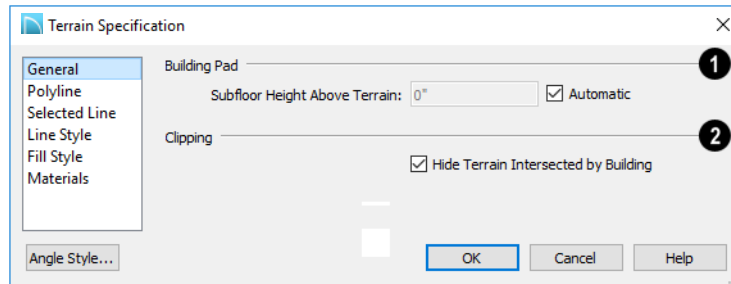 Terrain Specification
General
Polyline
Selected Line
Line Style
Fill Style
Materials
Building Pad
1
Subfloor Height Above Terrain: 0" Automatic
Clipping
2
Hide Terrain Intersected by Building
Angle Style...
OK
Cancel
Help